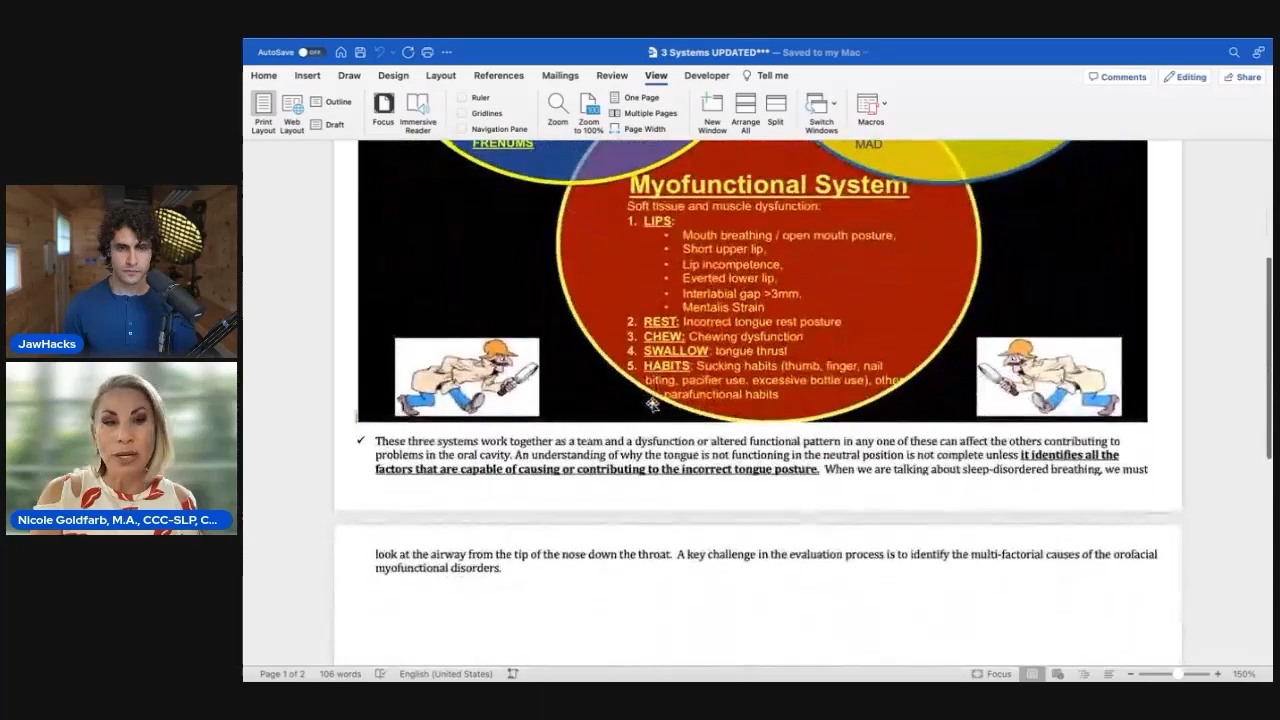 AutoSave OFF
3 Systems UPDATED*** — Saved to my Mac
Home Insert Draw Design Layout References Mailings Review View Developer Tell me
Comments Editing Share
Print Layout
Web Layout
Outline
Draft
Focus
Immersive Reader
Ruler
Gridlines
Navigation Pane
Zoom
Zoom to 100%
One Page
Multiple Pages
Page Width
New Window
Arrange All
Split
Switch Windows
Macros
FRENUMS
MAD
Myofunctional System
Soft tissue and muscle dysfunction:
1. LIPS:
• Mouth breathing / open mouth posture,
• Short upper lip,
• Lip incompetence,
• Everted lower lip,
• Interlabial gap >3mm,
• Mentalis Strain
2. REST: Incorrect tongue rest posture
3. CHEW: Chewing dysfunction
4. SWALLOW: tongue thrust
5. HABITS: Sucking habits (thumb, finger, nail
biting, pacifier use, excessive bottle use), other
parafunctional habits
✓ These three systems work together as a team and a dysfunction or altered functional pattern in any one of these can affect the others contributing to
problems in the oral cavity. An understanding of why the tongue is not functioning in the neutral position is not complete unless it identifies all the
factors that are capable of causing or contributing to the incorrect tongue posture. When we are talking about sleep-disordered breathing, we must
look at the airway from the tip of the nose down the throat. A key challenge in the evaluation process is to identify the multi-factorial causes of the orofacial
myofunctional disorders.
JawHacks
Nicole Goldfarb, M.A., CCC-SLP, C...
Page 1 of 2 106 words English (United States) Focus 150%